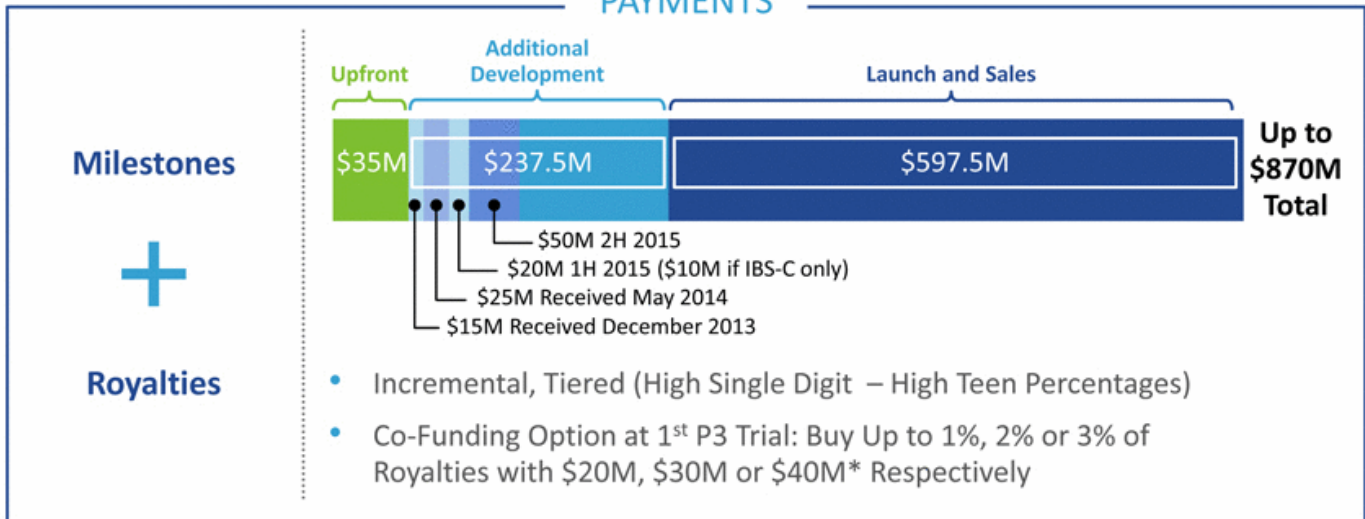 PAYMENTS
Upfront
Additional
Development
Launch and Sales
Milestones
$35M
$237.5M
$597.5M
Up to
$870M
Total
$50M 2H 2015
$20M 1H 2015 ($10M if IBS-C only)
$25M Received May 2014
$15M Received December 2013
+
Royalties
• Incremental, Tiered (High Single Digit – High Teen Percentages)
• Co-Funding Option at 1st P3 Trial: Buy Up to 1%, 2% or 3% of
Royalties with $20M, $30M or $40M* Respectively